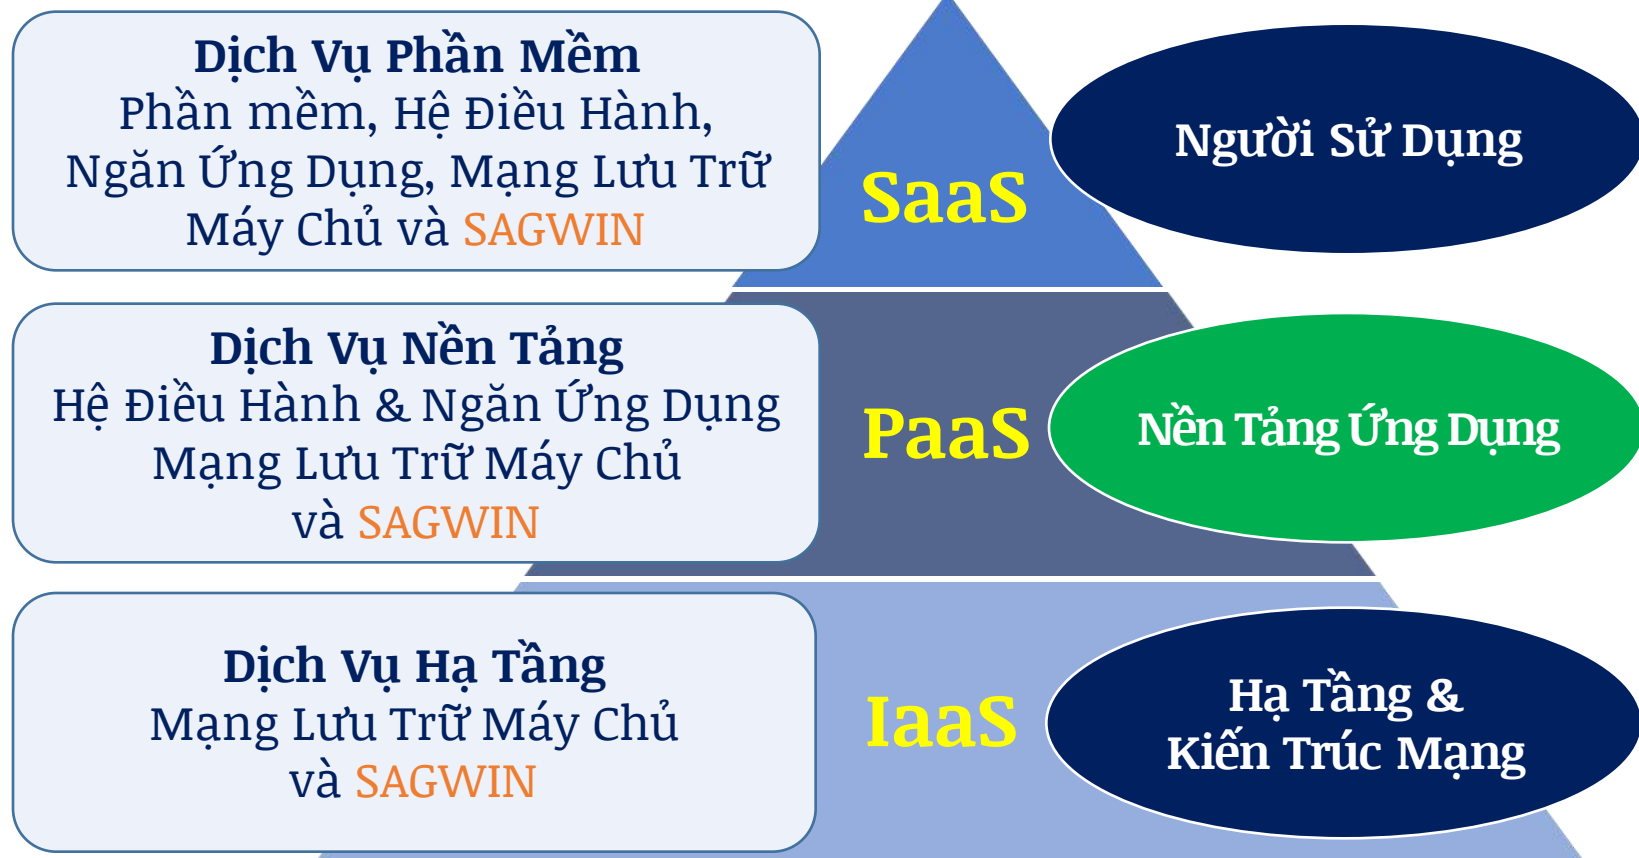 Dịch Vụ Phần Mềm
Phần mềm, Hệ Điều Hành,
Ngăn Ứng Dụng, Mạng Lưu Trữ
Máy Chủ và SAGWIN
SaaS
Người Sử Dụng
Dịch Vụ Nền Tảng
Hệ Điều Hành & Ngăn Ứng Dụng
Mạng Lưu Trữ Máy Chủ
và SAGWIN
PaaS
Nền Tảng Ứng Dụng
Dịch Vụ Hạ Tầng
Mạng Lưu Trữ Máy Chủ
và SAGWIN
IaaS
Hạ Tầng &
Kiến Trúc Mạng